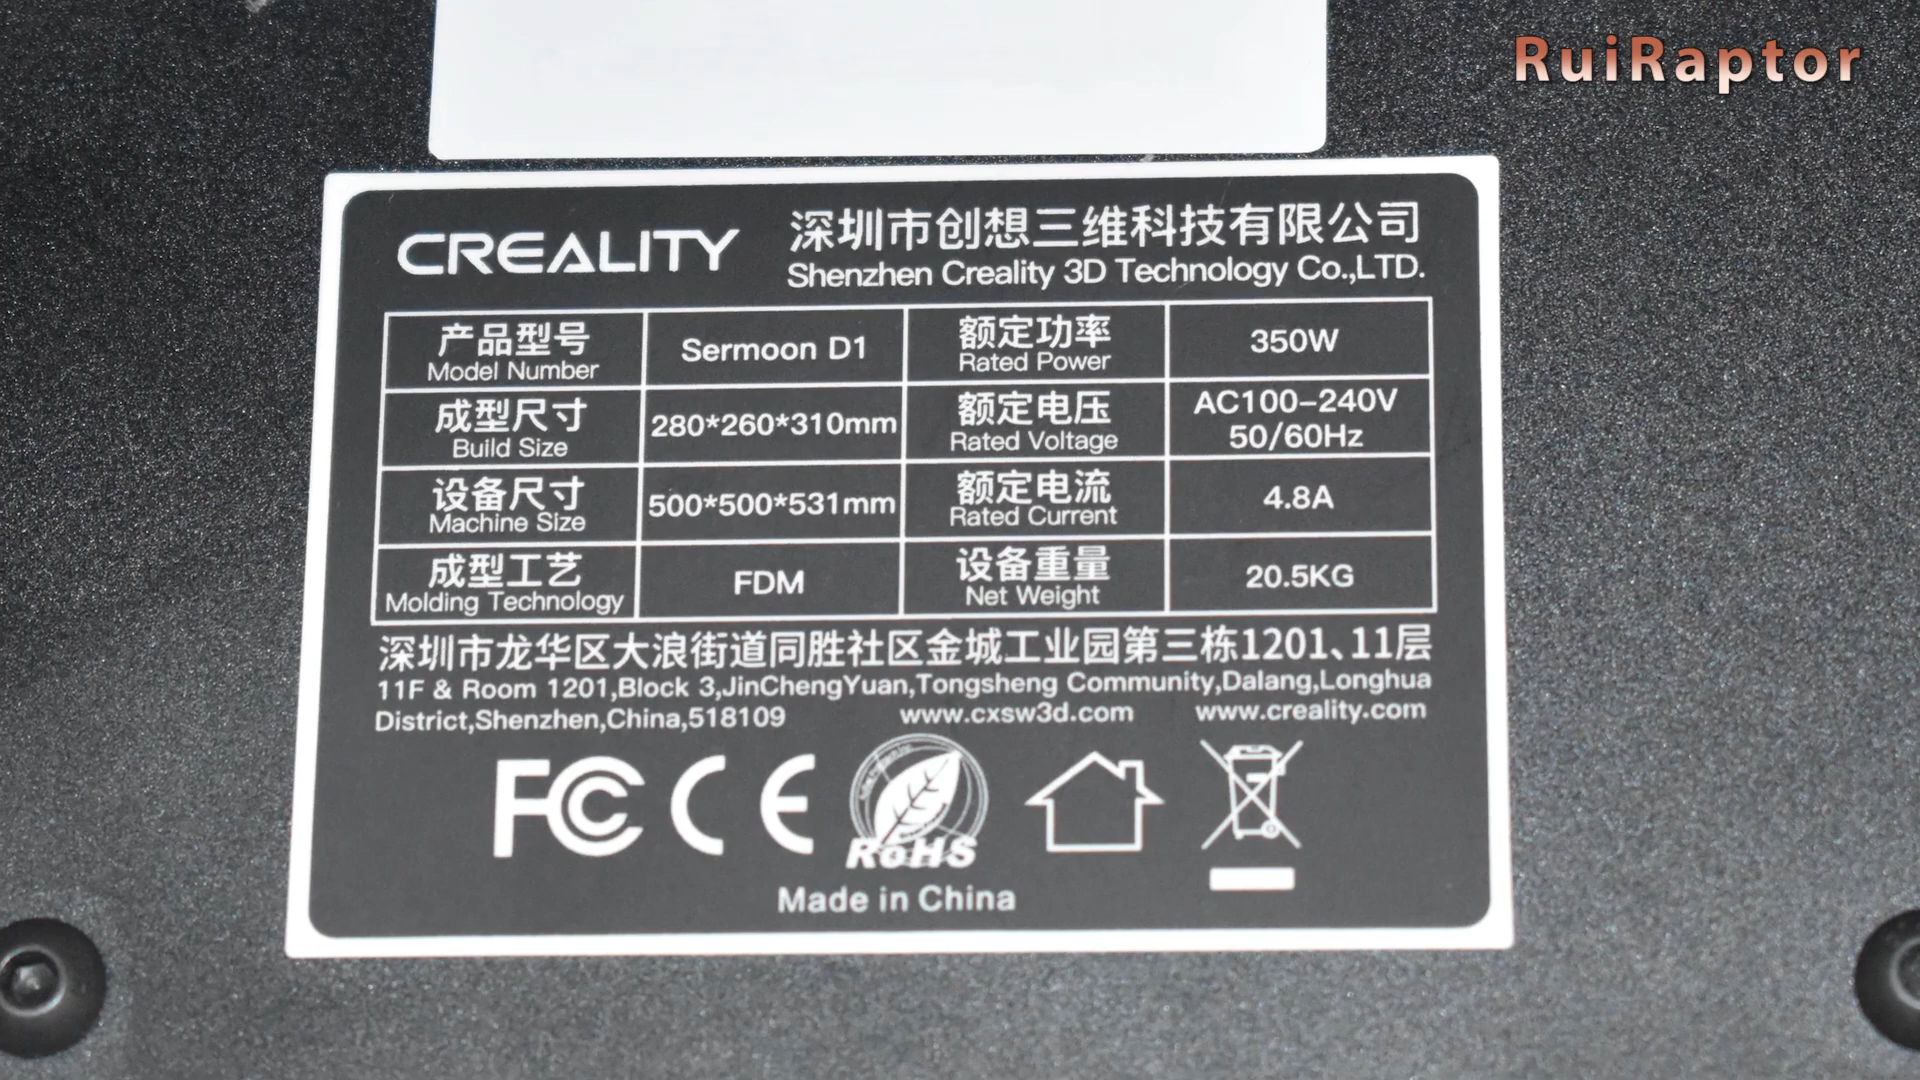 RuiRaptor
CREALITY
深圳市创想三维科技有限公司
Shenzhen Creality 3D Technology Co.,LTD.
产品型号
Model Number
Sermoon D1
额定功率
Rated Power
350W
成型尺寸
Build Size
280*260*310mm
额定电压
Rated Voltage
AC100-240V
50/60Hz
设备尺寸
Machine Size
500*500*531mm
额定电流
Rated Current
4.8A
成型工艺
Molding Technology
FDM
设备重量
Net Weight
20.5KG
深圳市龙华区大浪街道同胜社区金城工业园第三栋1201、11层
11F & Room 1201,Block 3,JinChengYuan,Tongsheng Community,Dalang,Longhua
District,Shenzhen,China,518109 www.cxsw3d.com www.creality.com
FC CE RoHS
Made in China